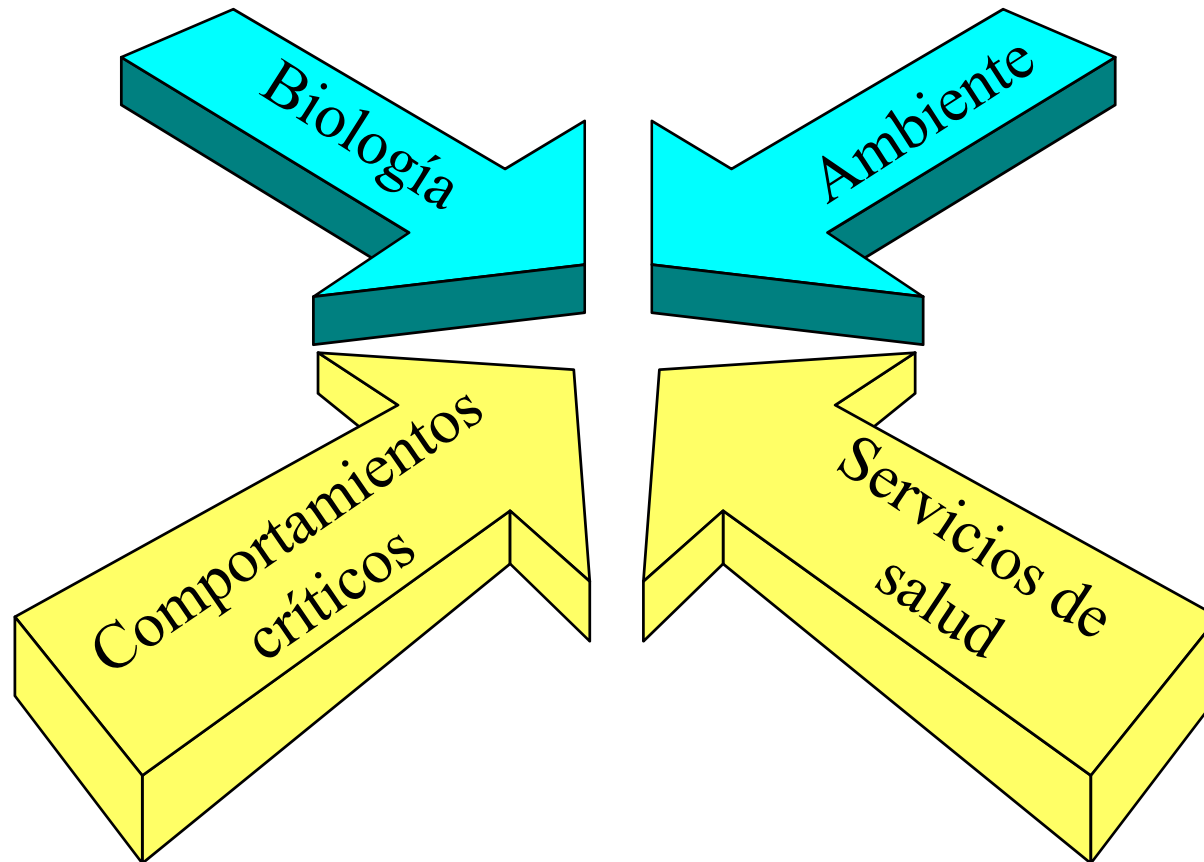 Biología
Ambiente
Comportamientos
críticos
Servicios de
salud